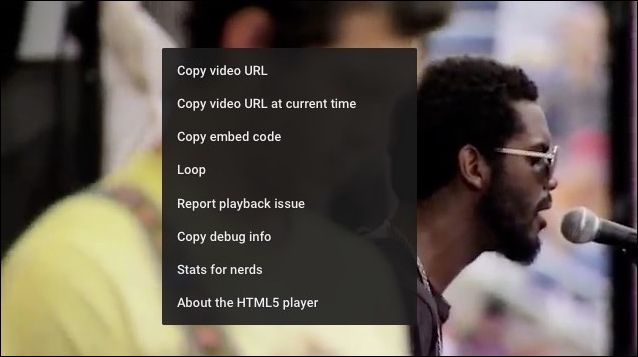 Copy video URL
Copy video URL at current time
Copy embed code
Loop
Report playback issue
Copy debug info
Stats for nerds
About the HTML5 player